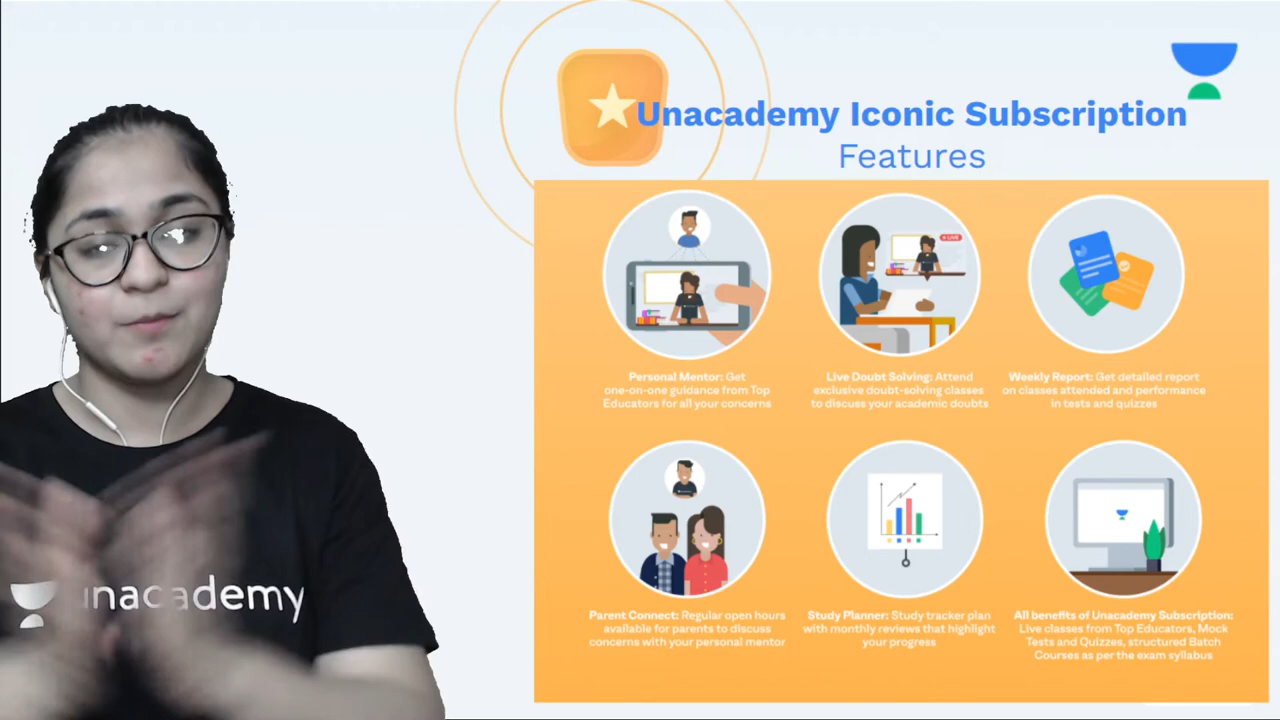 Unacademy Iconic Subscription
Features
LIVE
Personal Mentor: Get
one-on-one guidance from Top
Educators for all your concerns
Live Doubt Solving: Attend
exclusive doubt-solving classes
to discuss your academic doubts
Weekly Report: Get detailed report
on classes attended and performance
in tests and quizzes
Parent Connect: Regular open hours
available for parents to discuss
concerns with your personal mentor
Study Planner: Study tracker plan
with monthly reviews that highlight
your progress
All benefits of Unacademy Subscription:
Live classes from Top Educators, Mock
Tests and Quizzes, structured Batch
Courses as per the exam syllabus
unacademy